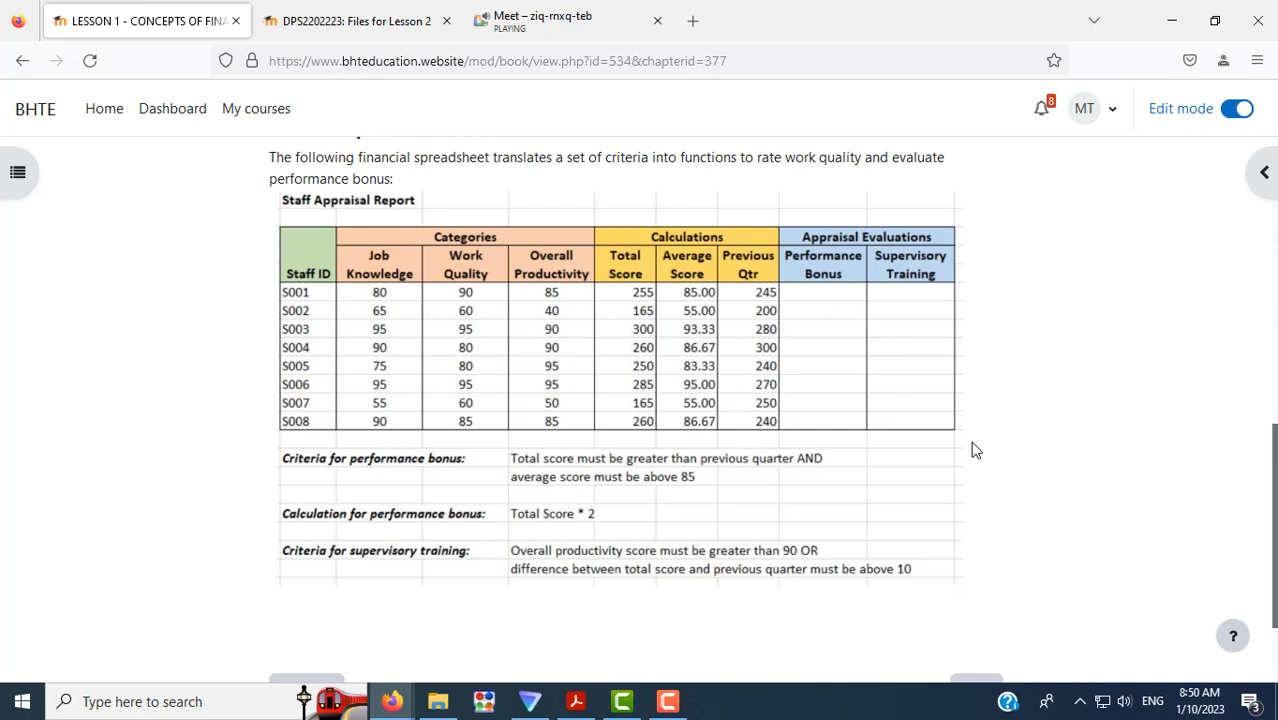 LESSON 1 - CONCEPTS OF FINA
DPS2202223: Files for Lesson 2
Meet – ziq-rnxq-teb
PLAYING
https://www.bhteducation.website/mod/book/view.php?id=534&chapterid=377
BHTE Home Dashboard My courses 8 MT Edit mode
The following financial spreadsheet translates a set of criteria into functions to rate work quality and evaluate
performance bonus:
Staff Appraisal Report
Categories Calculations Appraisal Evaluations
Job Work Overall Total Average Previous Performance Supervisory
Staff ID Knowledge Quality Productivity Score Score Qtr Bonus Training
S001 80 90 85 255 85.00 245
S002 65 60 40 165 55.00 200
S003 95 95 90 300 93.33 280
S004 90 80 90 260 86.67 300
S005 75 80 95 250 83.33 240
S006 95 95 95 285 95.00 270
S007 55 60 50 165 55.00 250
S008 90 85 85 260 86.67 240
Criteria for performance bonus: Total score must be greater than previous quarter AND
average score must be above 85
Calculation for performance bonus: Total Score * 2
Criteria for supervisory training: Overall productivity score must be greater than 90 OR
difference between total score and previous quarter must be above 10
?
Type here to search
ENG
8:50 AM
1/10/2023
3